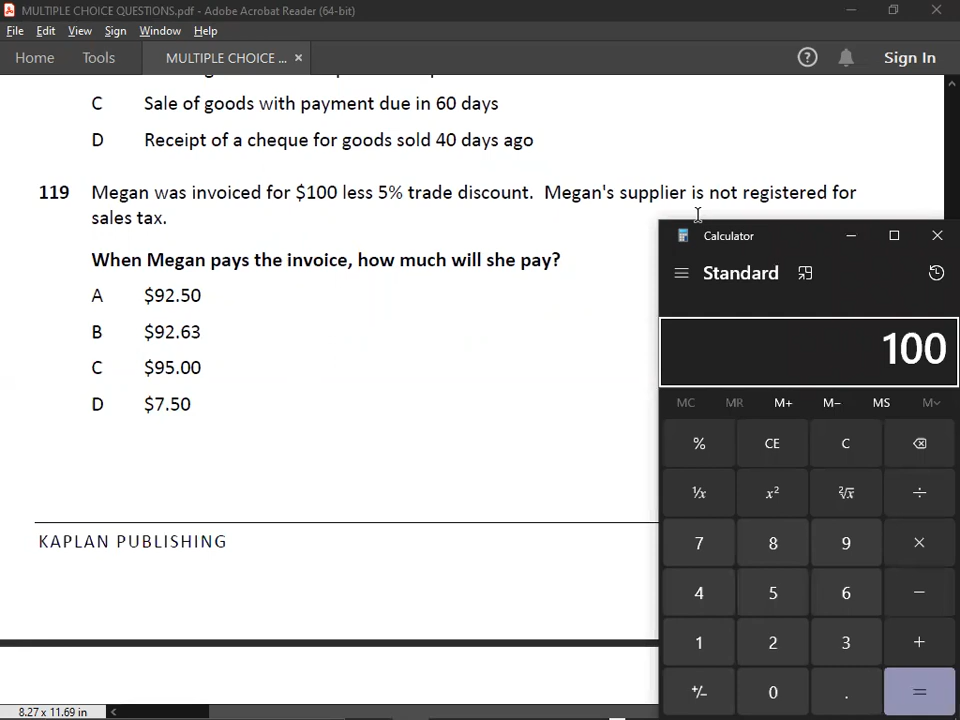 MULTIPLE CHOICE QUESTIONS.pdf - Adobe Acrobat Reader (64-bit)
File Edit View Sign Window Help
Home Tools MULTIPLE CHOICE ... × Sign In
C Sale of goods with payment due in 60 days
D Receipt of a cheque for goods sold 40 days ago
119 Megan was invoiced for $100 less 5% trade discount. Megan's supplier is not registered for
sales tax.
When Megan pays the invoice, how much will she pay?
A $92.50
B $92.63
C $95.00
D $7.50
KAPLAN PUBLISHING
8.27 x 11.69 in
Calculator
Standard
100
MC MR M+ M− MS M˅
% CE C ⌫
¹/x x² ²√x ÷
7 8 9 ×
4 5 6 −
1 2 3 +
+/− 0 . =